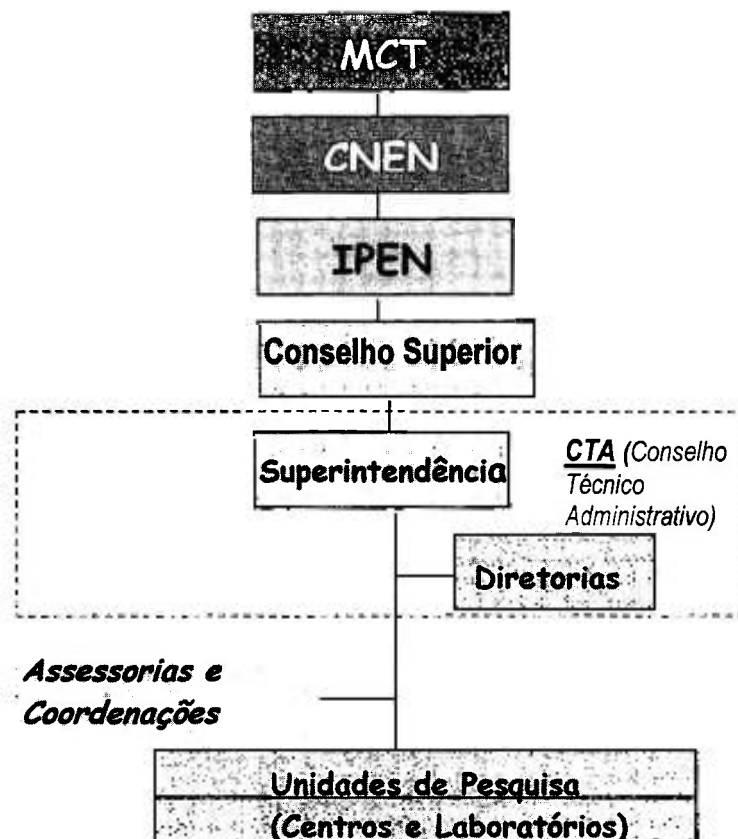 MCT
CNEN
IPEN
Conselho Superior
Superintendência
CTA (Conselho
Técnico
Administrativo)
Diretorias
Assessorias e
Coordenações
Unidades de Pesquisa
(Centros e Laboratórios)